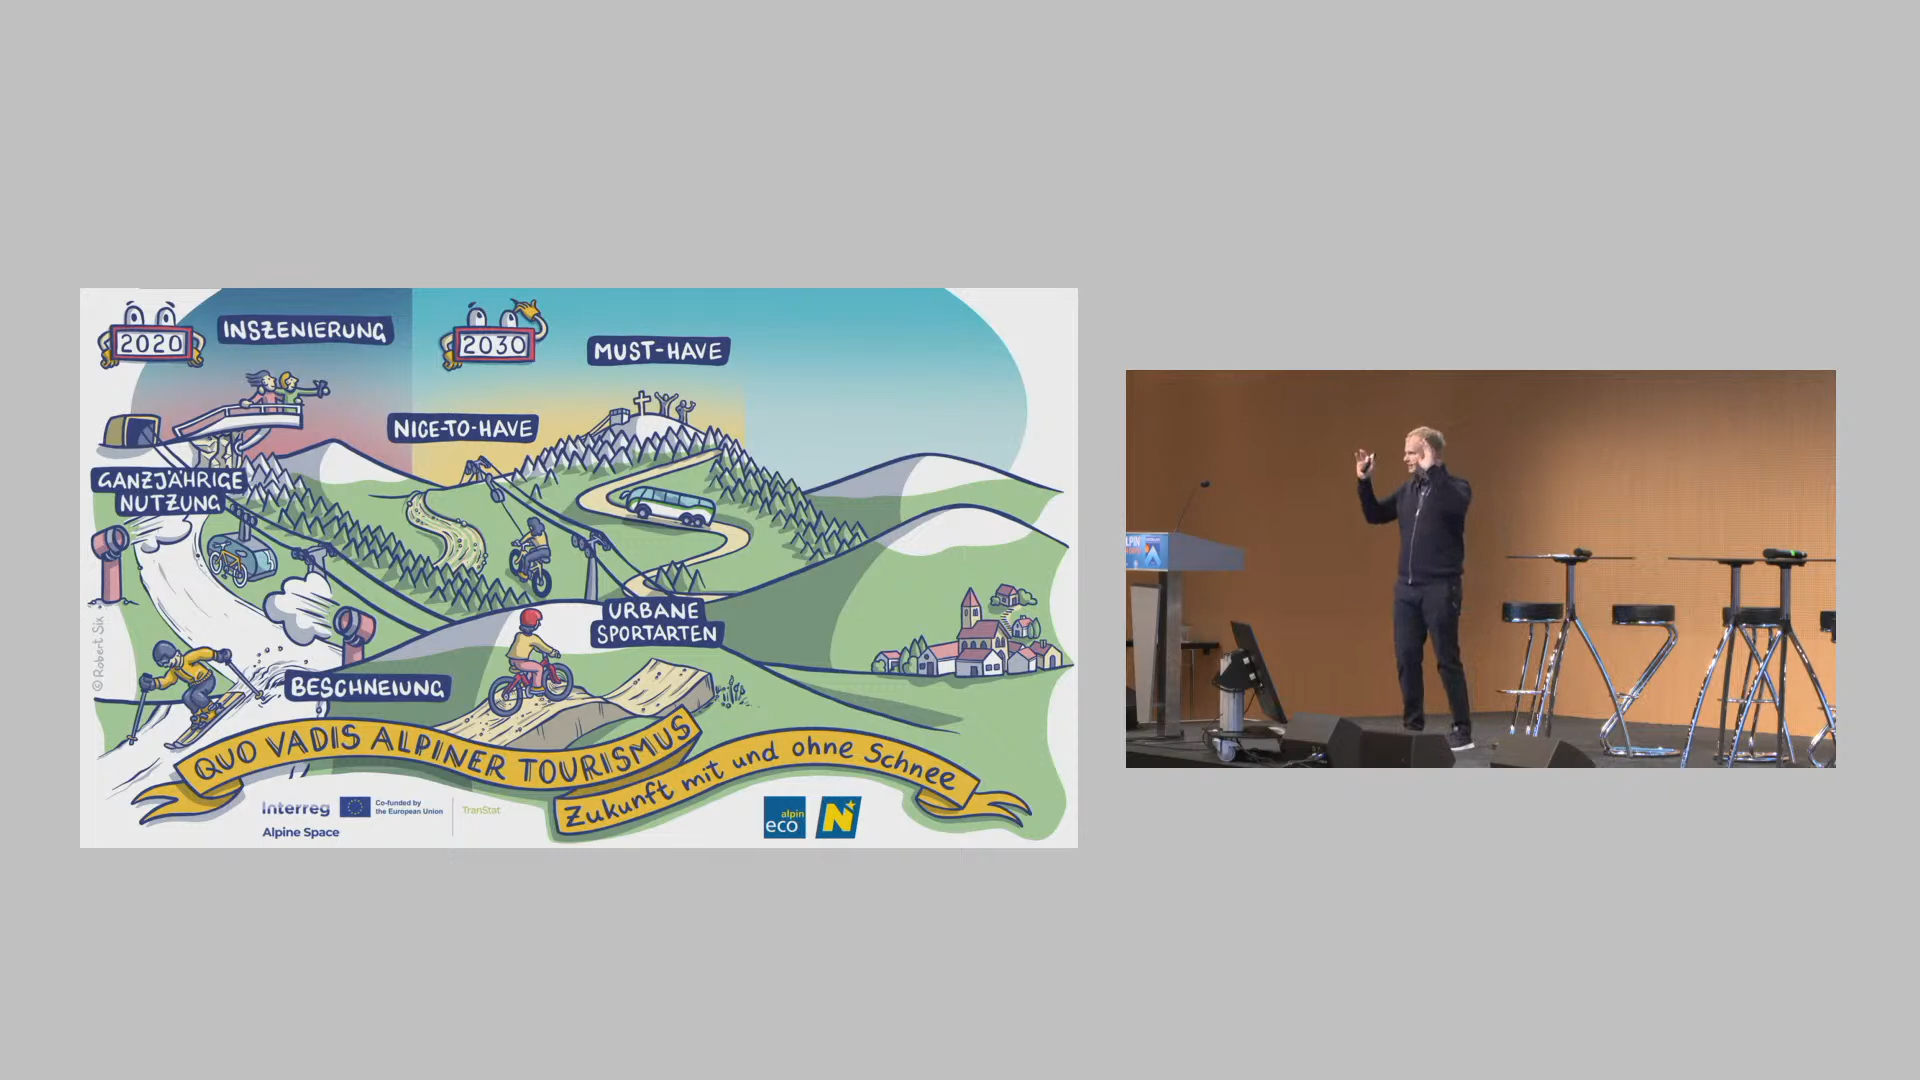 2020
INSZENIERUNG
2030
MUST-HAVE
NICE-TO-HAVE
GANZJÄHRIGE
NUTZUNG
URBANE
SPORTARTEN
BESCHNEIUNG
©Robert Six
QUO VADIS ALPINER TOURISMUS
Zukunft mit und ohne Schnee
Interreg
Co-funded by
the European Union
TranStat
Alpine Space
alpin
eco
N